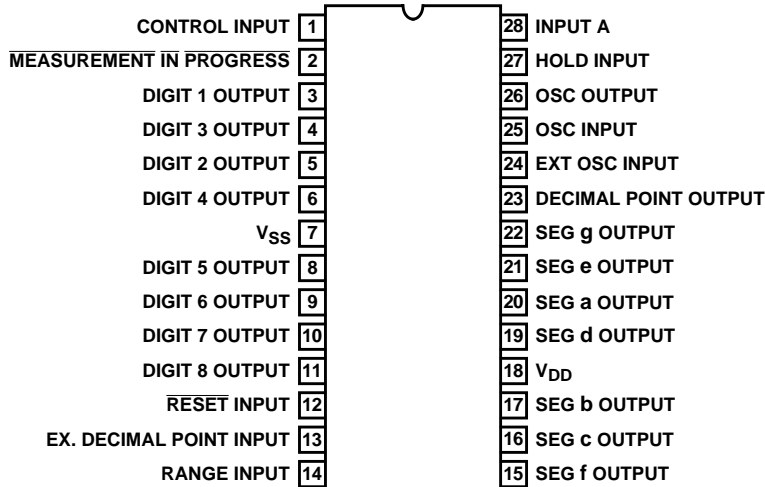 CONTROL INPUT 1 28 INPUT A
MEASUREMENT IN PROGRESS 2 27 HOLD INPUT
DIGIT 1 OUTPUT 3 26 OSC OUTPUT
DIGIT 3 OUTPUT 4 25 OSC INPUT
DIGIT 2 OUTPUT 5 24 EXT OSC INPUT
DIGIT 4 OUTPUT 6 23 DECIMAL POINT OUTPUT
VSS 7 22 SEG g OUTPUT
DIGIT 5 OUTPUT 8 21 SEG e OUTPUT
DIGIT 6 OUTPUT 9 20 SEG a OUTPUT
DIGIT 7 OUTPUT 10 19 SEG d OUTPUT
DIGIT 8 OUTPUT 11 18 VDD
RESET INPUT 12 17 SEG b OUTPUT
EX. DECIMAL POINT INPUT 13 16 SEG c OUTPUT
RANGE INPUT 14 15 SEG f OUTPUT